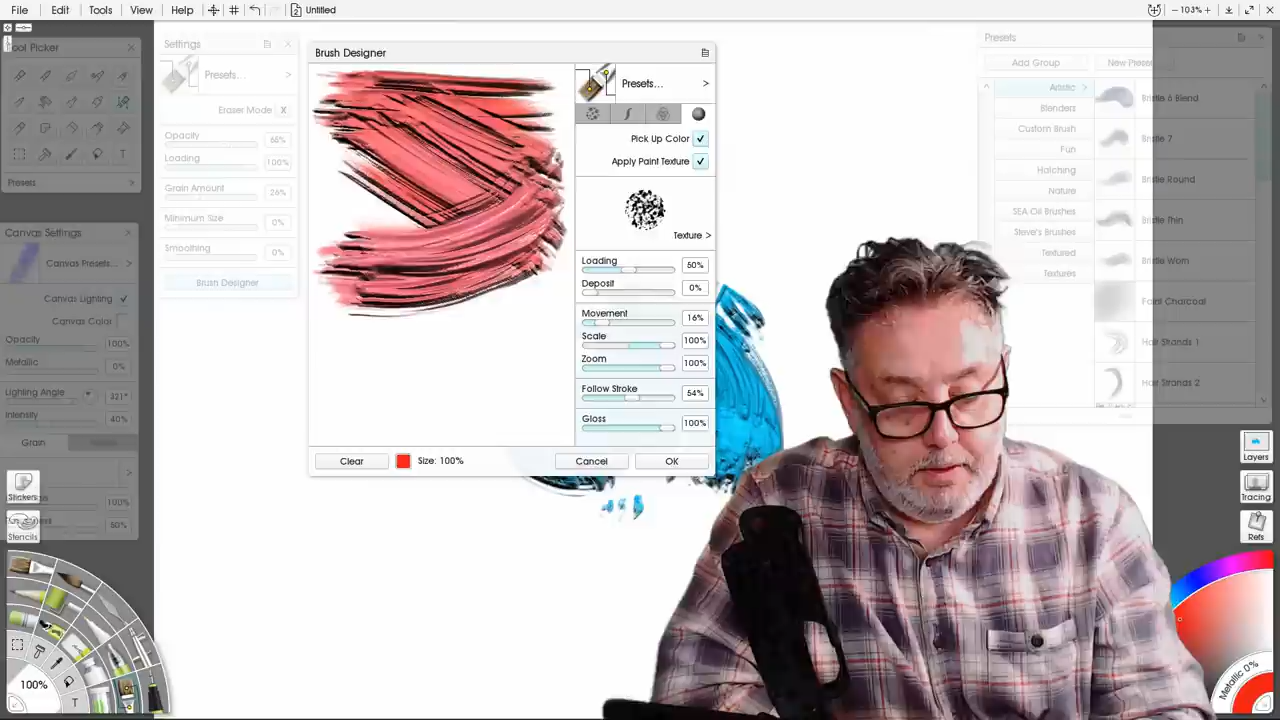 File Edit Tools View Help Untitled 103%
Tool Picker
Presets
Canvas Settings
Canvas Presets...
Canvas Lighting
Canvas Color
Opacity 100%
Metallic 0%
Lighting Angle 321°
Intensity 40%
Grain
100%
50%
Stickers
Stencils
100%
T
Settings
Presets...
Eraser Mode
Opacity 65%
Loading 100%
Grain Amount 26%
Minimum Size 0%
Smoothing 0%
Brush Designer
Brush Designer
Presets...
Pick Up Color
Apply Paint Texture
Texture >
Loading 50%
Deposit 0%
Movement 16%
Scale 100%
Zoom 100%
Follow Stroke 54%
Gloss 100%
Clear Size: 100% Cancel OK
Presets
Add Group
Artistic
Blenders
Custom Brush
Fun
Hatching
Nature
SEA Oil Brushes
Steve's Brushes
Textured
Textures
Bristle 6 Blend
Bristle 7
Bristle Round
Bristle Thin
Bristle Worn
Faint Charcoal
Hair Strands 1
Hair Strands 2
Layers
Tracing
Refs
Metallic 0%